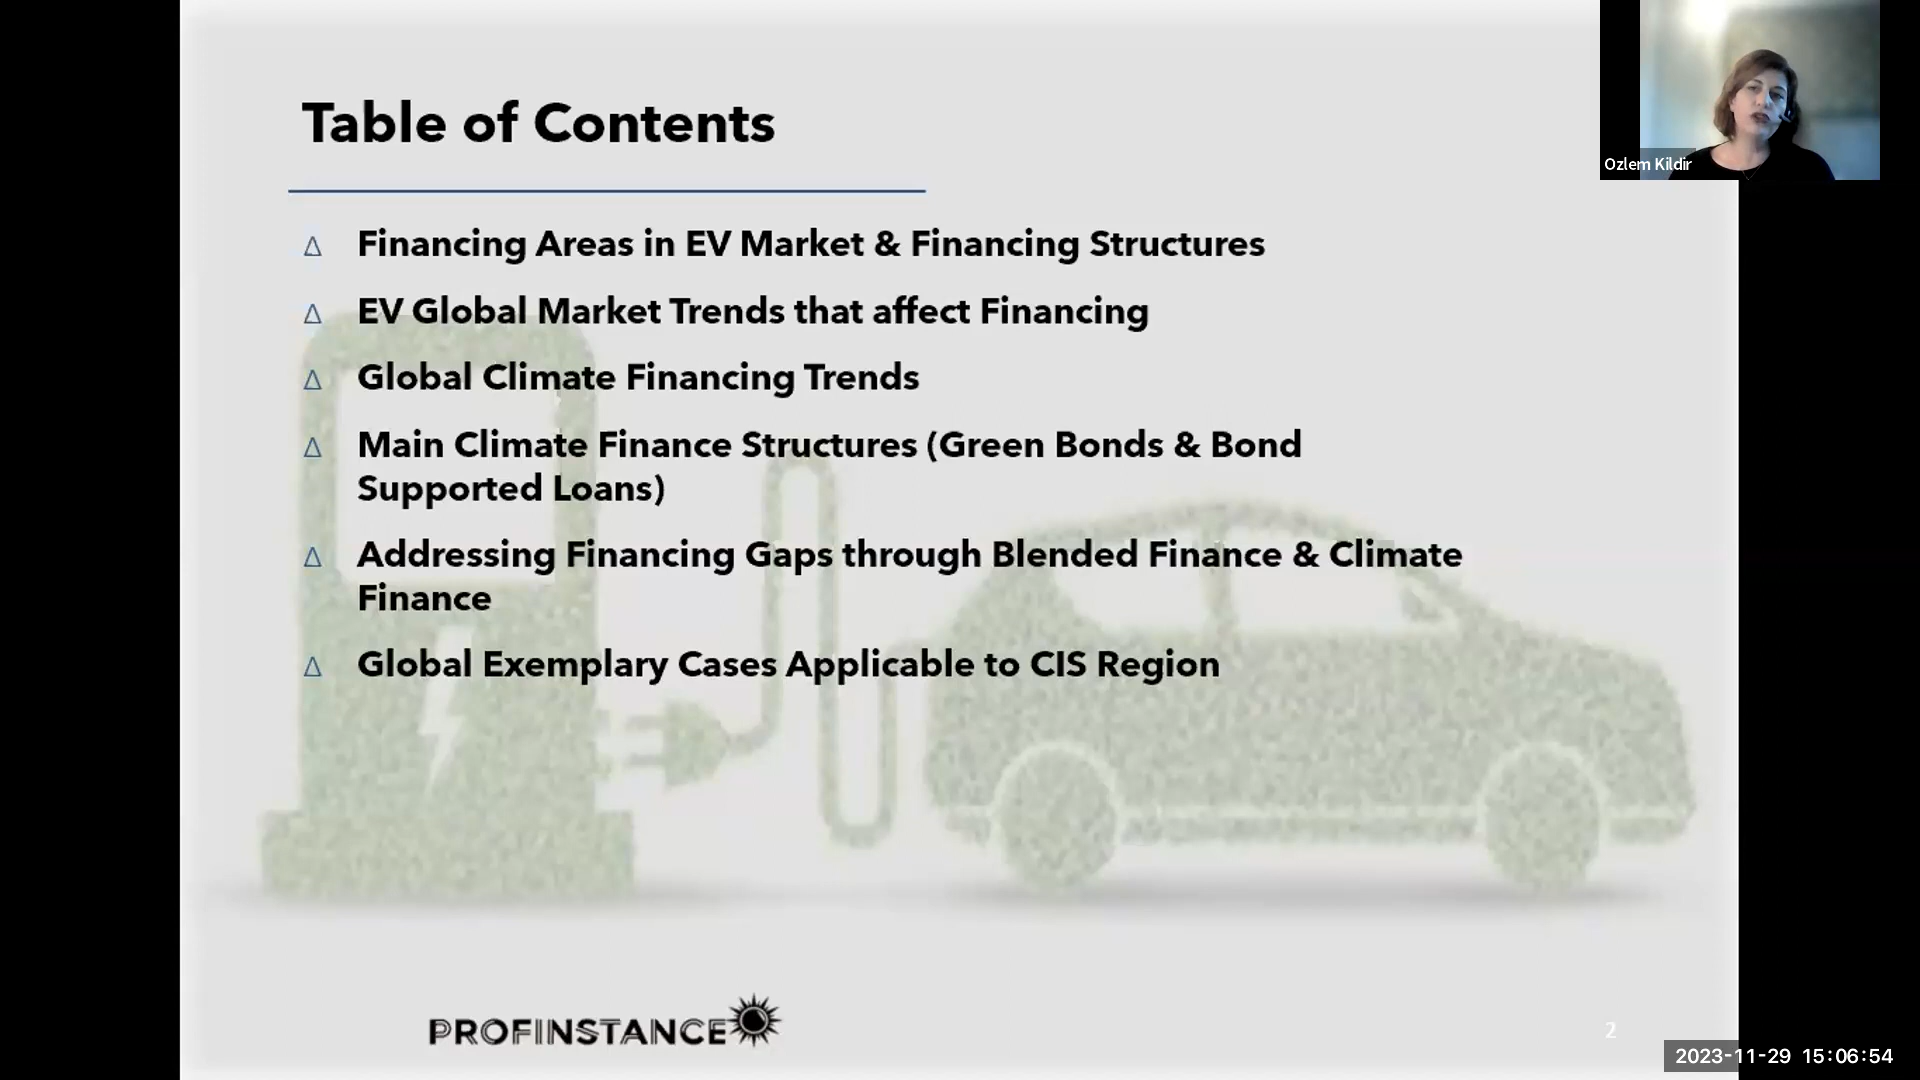 Table of Contents
Ozlem Kildir
Δ Financing Areas in EV Market & Financing Structures
Δ EV Global Market Trends that affect Financing
Δ Global Climate Financing Trends
Δ Main Climate Finance Structures (Green Bonds & Bond
Supported Loans)
Δ Addressing Financing Gaps through Blended Finance & Climate
Finance
Δ Global Exemplary Cases Applicable to CIS Region
PROFINSTANCE
2
2023-11-29 15:06:54